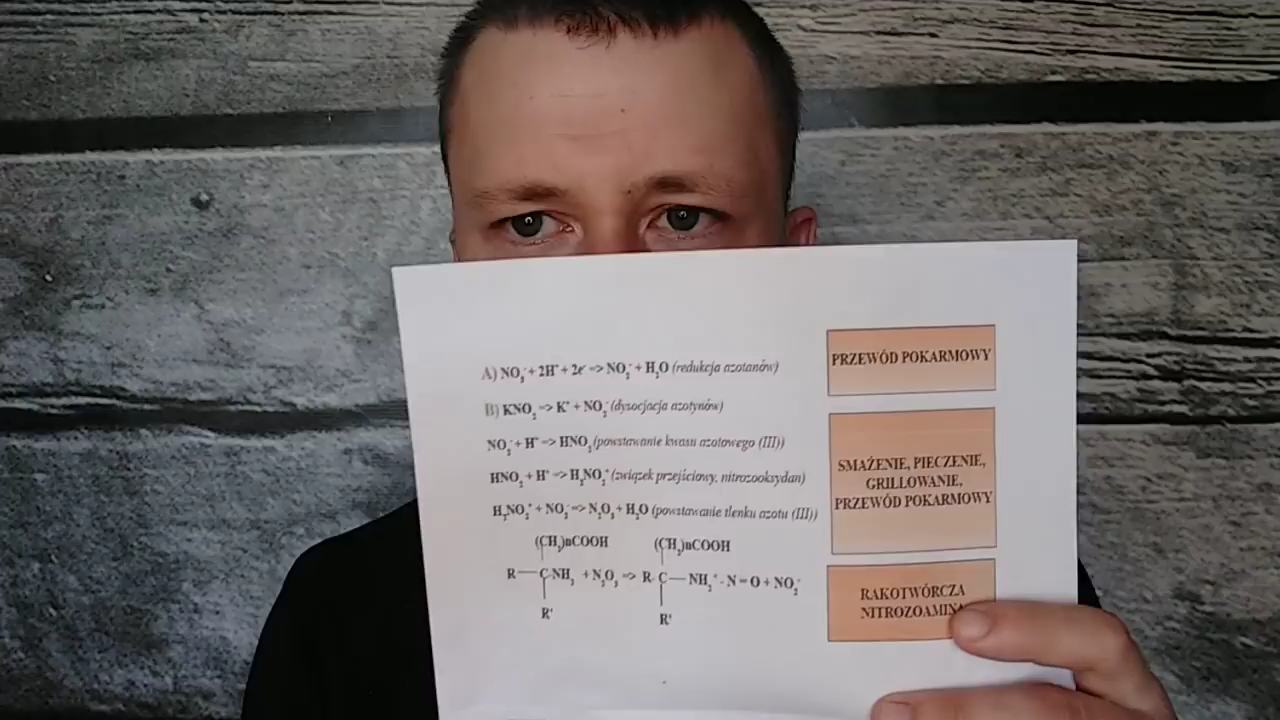 A) NO₃⁻ + 2H⁺ + 2e⁻ => NO₂⁻ + H₂O (redukcja azotanów)
B) KNO₂ => K⁺ + NO₂⁻ (dysocjacja azotynów)
NO₂⁻ + H⁺ => HNO₂ (powstawanie kwasu azotowego (III))
HNO₂ + H⁺ => H₂NO₂⁺ (związek przejściowy, nitrozooksydan)
H₂NO₂⁺ + NO₂⁻ => N₂O₃ + H₂O (powstawanie tlenku azotu (III))
(CH₂)nCOOH (CH₂)nCOOH
R — C-NH₂ + N₂O₃ => R- C — NH₂⁺ - N = O + NO₂⁻
R' R'
PRZEWÓD POKARMOWY
SMAŻENIE, PIECZENIE,
GRILLOWANIE,
PRZEWÓD POKARMOWY
RAKOTWÓRCZA
NITROZOAMINA